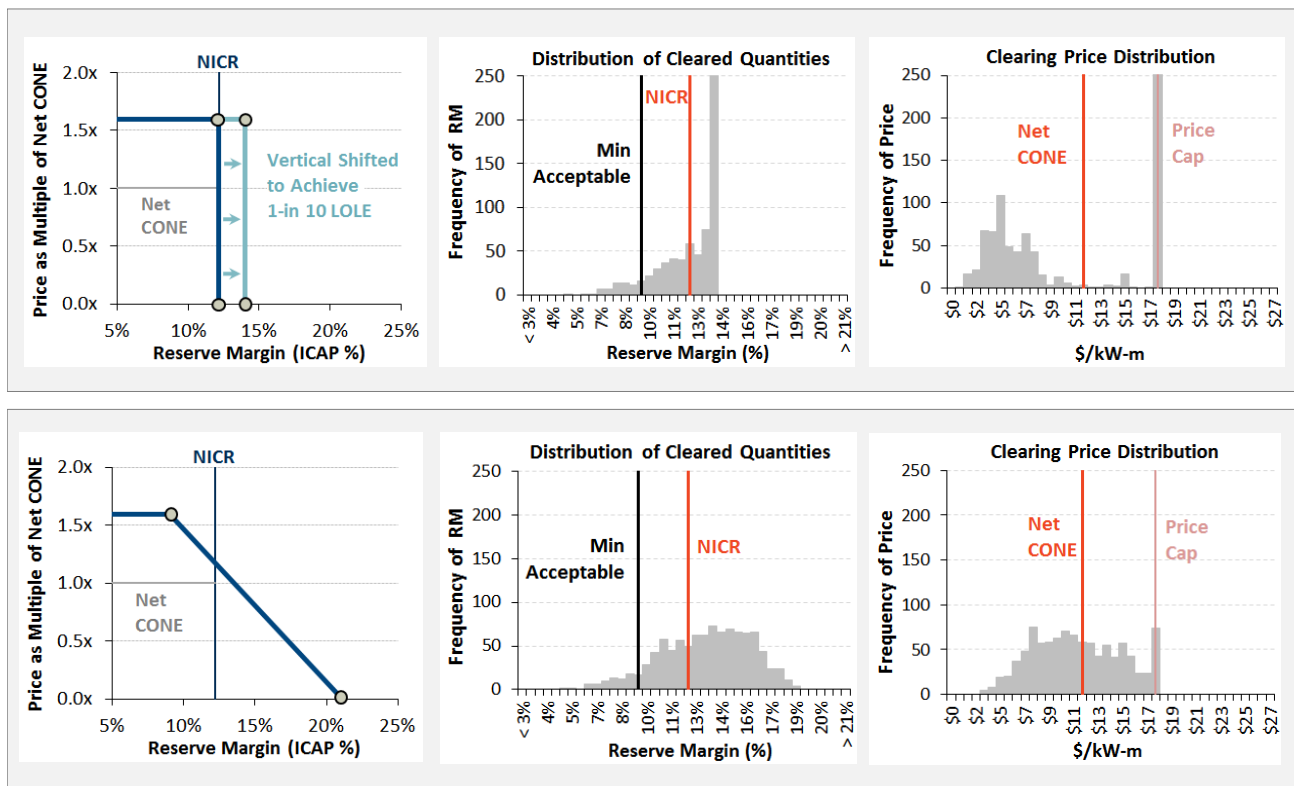 NICR
Price as Multiple of Net CONE
2.0x
1.5x
1.0x
0.5x
0.0x
Net
CONE
Vertical Shifted
to Achieve
1-in 10 LOLE
5%
10%
15%
20%
25%
Reserve Margin (ICAP %)
Distribution of Cleared Quantities
Frequency of RM
250
200
150
100
50
0
NICR
Min
Acceptable
< 3%
4%
6%
7%
8%
10%
11%
13%
14%
16%
17%
19%
20%
> 21%
Reserve Margin (%)
Clearing Price Distribution
Frequency of Price
250
200
150
100
50
0
Net
CONE
Price
Cap
$0
$2
$5
$7
$9
$11
$13
$15
$17
$19
$21
$23
$25
$27
$/kW-m
NICR
Price as Multiple of Net CONE
2.0x
1.5x
1.0x
0.5x
0.0x
Net
CONE
5%
10%
15%
20%
25%
Reserve Margin (ICAP %)
Distribution of Cleared Quantities
Frequency of RM
250
200
150
100
50
0
Min
Acceptable
NICR
< 3%
4%
6%
7%
8%
10%
11%
13%
14%
16%
17%
19%
20%
> 21%
Reserve Margin (%)
Clearing Price Distribution
Frequency of Price
250
200
150
100
50
0
Net
CONE
Price
Cap
$0
$2
$5
$7
$9
$11
$13
$15
$17
$19
$21
$23
$25
$27
$/kW-m